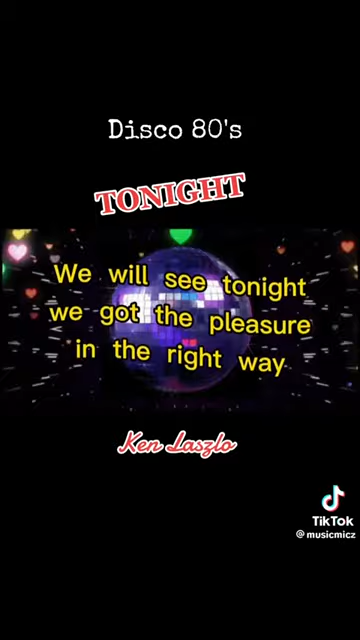 Disco 80's
TONIGHT
We will see tonight
we got the pleasure
in the right way
Ken Laszlo
TikTok
@musicmicz